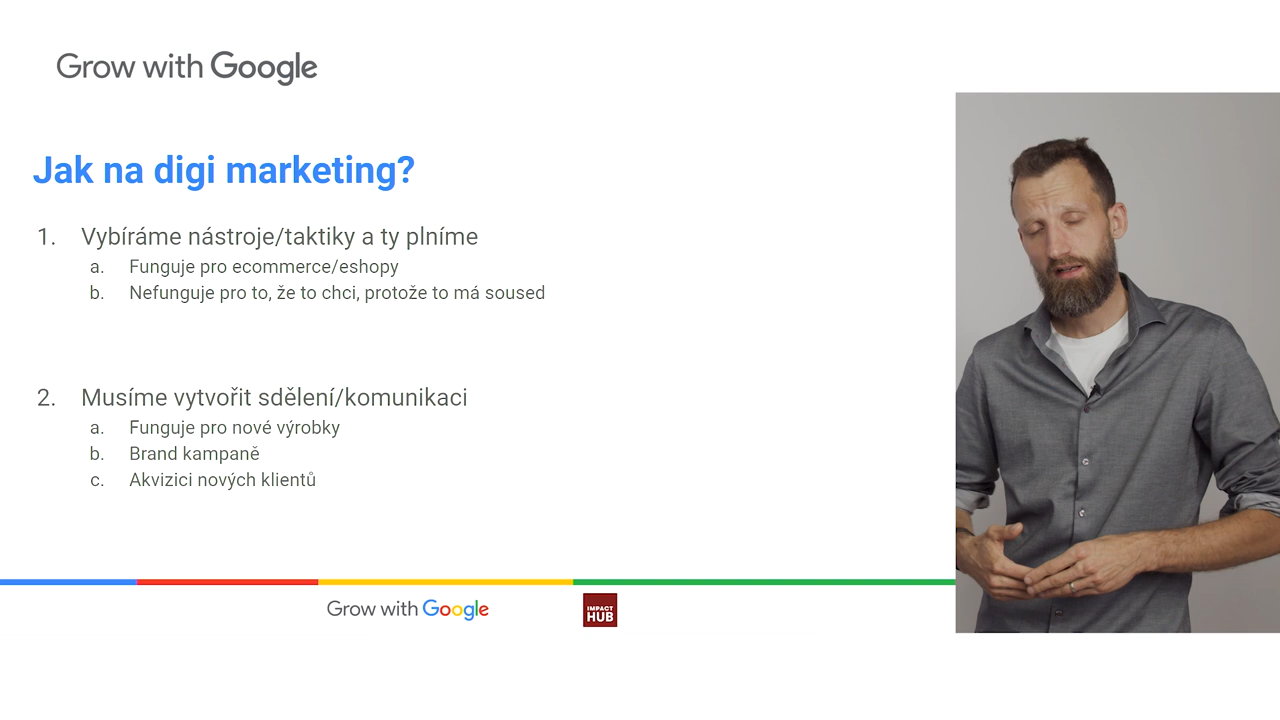 Grow with Google
Jak na digi marketing?
1. Vybíráme nástroje/taktiky a ty plníme
a. Funguje pro ecommerce/eshopy
b. Nefunguje pro to, že to chci, protože to má soused
2. Musíme vytvořit sdělení/komunikaci
a. Funguje pro nové výrobky
b. Brand kampaně
c. Akvizici nových klientů
Grow with Google
IMPACT
HUB